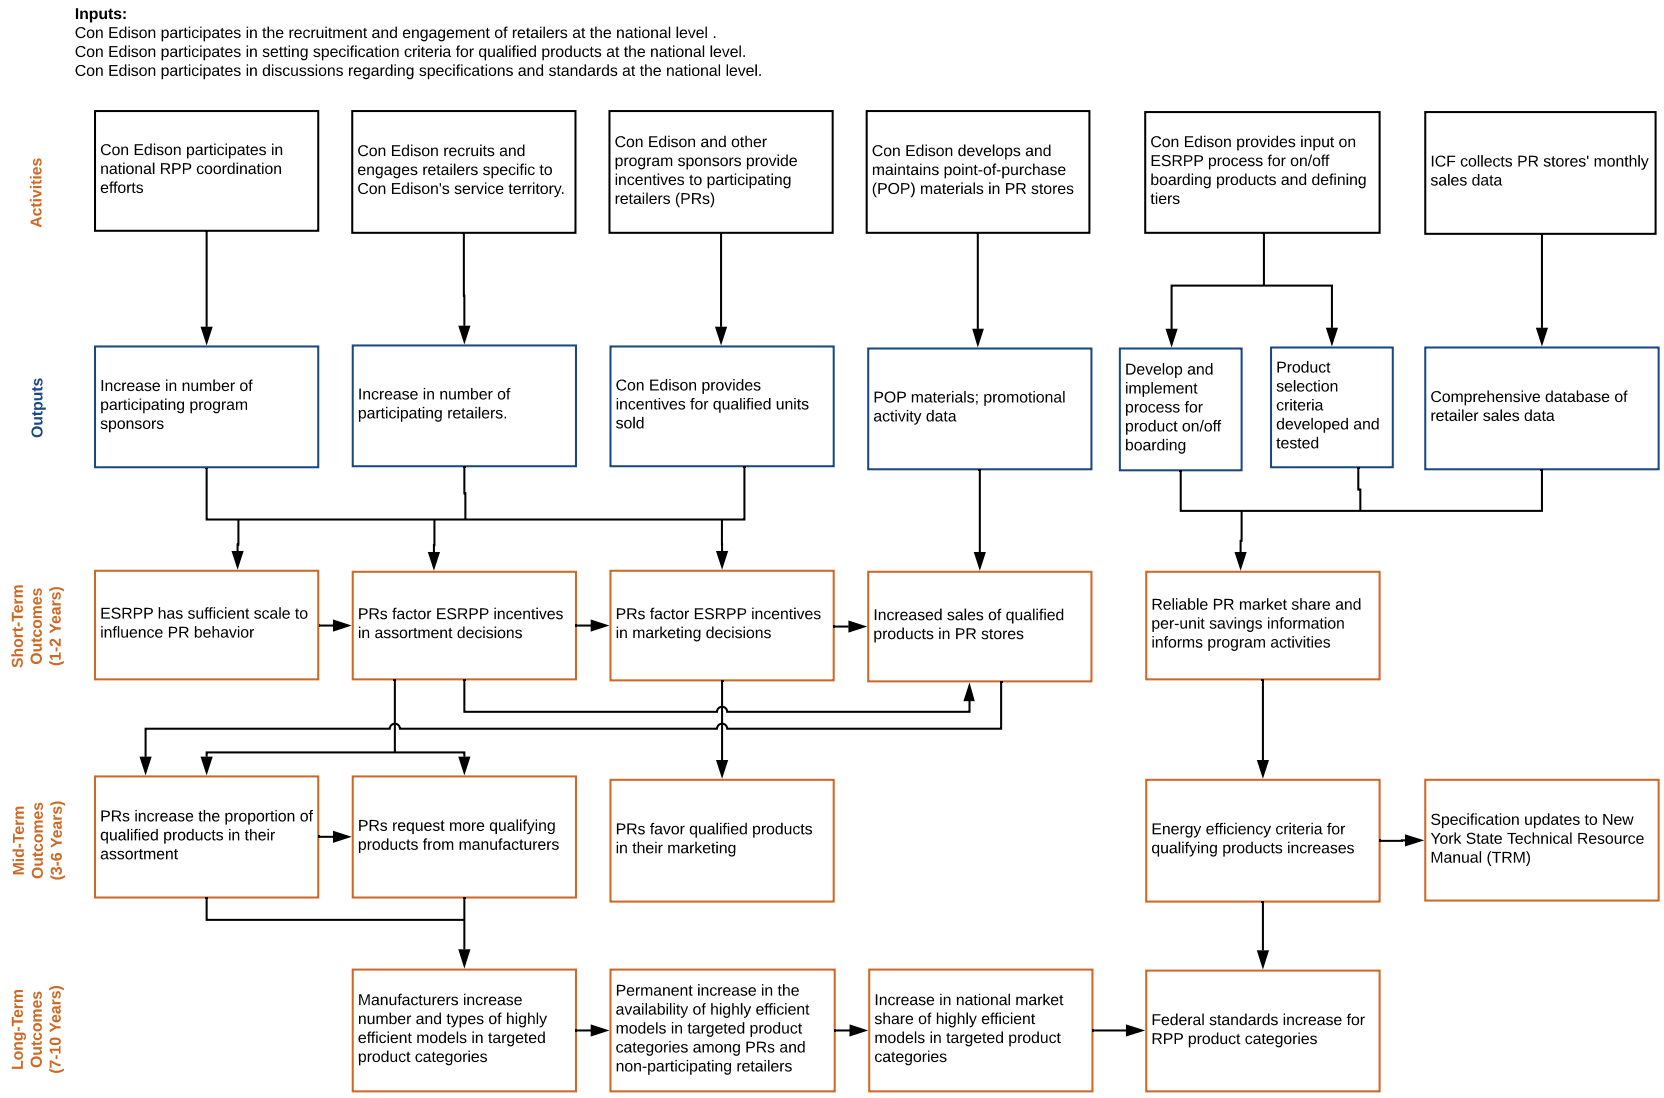 Inputs:
Con Edison participates in the recruitment and engagement of retailers at the national level .
Con Edison participates in setting specification criteria for qualified products at the national level.
Con Edison participates in discussions regarding specifications and standards at the national level.
Activities
Con Edison participates in
national RPP coordination
efforts
Con Edison recruits and
engages retailers specific to
Con Edison's service territory.
Con Edison and other
program sponsors provide
incentives to participating
retailers (PRs)
Con Edison develops and
maintains point-of-purchase
(POP) materials in PR stores
Con Edison provides input on
ESRPP process for on/off
boarding products and defining
tiers
ICF collects PR stores' monthly
sales data
Outputs
Increase in number of
participating program
sponsors
Increase in number of
participating retailers.
Con Edison provides
incentives for qualified units
sold
POP materials; promotional
activity data
Develop and
implement
process for
product on/off
boarding
Product
selection
criteria
developed and
tested
Comprehensive database of
retailer sales data
Short-Term
Outcomes
(1-2 Years)
ESRPP has sufficient scale to
influence PR behavior
PRs factor ESRPP incentives
in assortment decisions
PRs factor ESRPP incentives
in marketing decisions
Increased sales of qualified
products in PR stores
Reliable PR market share and
per-unit savings information
informs program activities
Mid-Term
Outcomes
(3-6 Years)
PRs increase the proportion of
qualified products in their
assortment
PRs request more qualifying
products from manufacturers
PRs favor qualified products
in their marketing
Energy efficiency criteria for
qualifying products increases
Specification updates to New
York State Technical Resource
Manual (TRM)
Long-Term
Outcomes
(7-10 Years)
Manufacturers increase
number and types of highly
efficient models in targeted
product categories
Permanent increase in the
availability of highly efficient
models in targeted product
categories among PRs and
non-participating retailers
Increase in national market
share of highly efficient
models in targeted product
categories
Federal standards increase for
RPP product categories